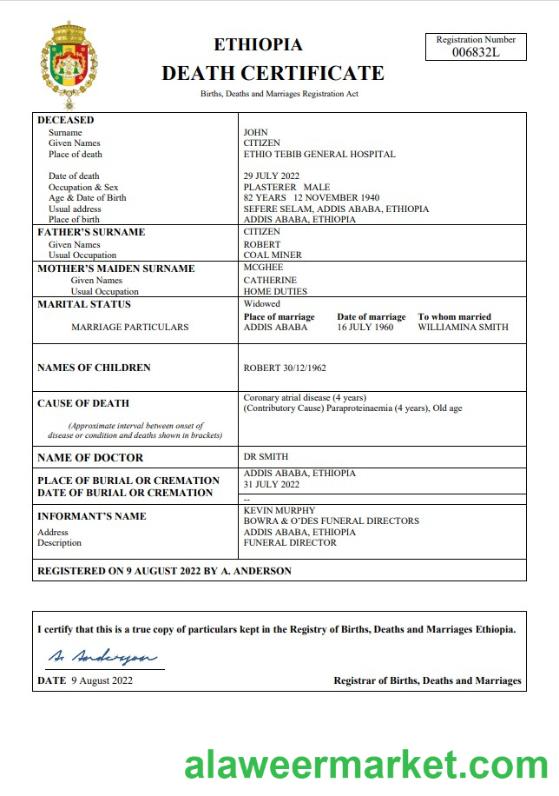 ETHIOPIA
DEATH CERTIFICATE
Births, Deaths and Marriages Registration Act
Registration Number
006832L
DECEASED
Surname JOHN
Given Names CITIZEN
Place of death ETHIO TEBIB GENERAL HOSPITAL
Date of death 29 JULY 2022
Occupation & Sex PLASTERER MALE
Age & Date of Birth 82 YEARS 12 NOVEMBER 1940
Usual address SEFERE SELAM, ADDIS ABABA, ETHIOPIA
Place of birth ADDIS ABABA, ETHIOPIA
FATHER'S SURNAME CITIZEN
Given Names ROBERT
Usual Occupation COAL MINER
MOTHER'S MAIDEN SURNAME MCGHEE
Given Names CATHERINE
Usual Occupation HOME DUTIES
MARITAL STATUS Widowed
Place of marriage Date of marriage To whom married
MARRIAGE PARTICULARS ADDIS ABABA 16 JULY 1960 WILLIAMINA SMITH
NAMES OF CHILDREN ROBERT 30/12/1962
CAUSE OF DEATH Coronary atrial disease (4 years)
(Contributory Cause) Paraproteinaemia (4 years), Old age
(Approximate interval between onset of
disease or condition and deaths shown in brackets)
NAME OF DOCTOR DR SMITH
PLACE OF BURIAL OR CREMATION ADDIS ABABA, ETHIOPIA
DATE OF BURIAL OR CREMATION 31 JULY 2022
--
INFORMANT'S NAME KEVIN MURPHY
BOWRA & O'DES FUNERAL DIRECTORS
Address ADDIS ABABA, ETHIOPIA
Description FUNERAL DIRECTOR
REGISTERED ON 9 AUGUST 2022 BY A. ANDERSON
I certify that this is a true copy of particulars kept in the Registry of Births, Deaths and Marriages Ethiopia.
A. Anderson
DATE 9 August 2022 Registrar of Births, Deaths and Marriages
alaweermarket.com